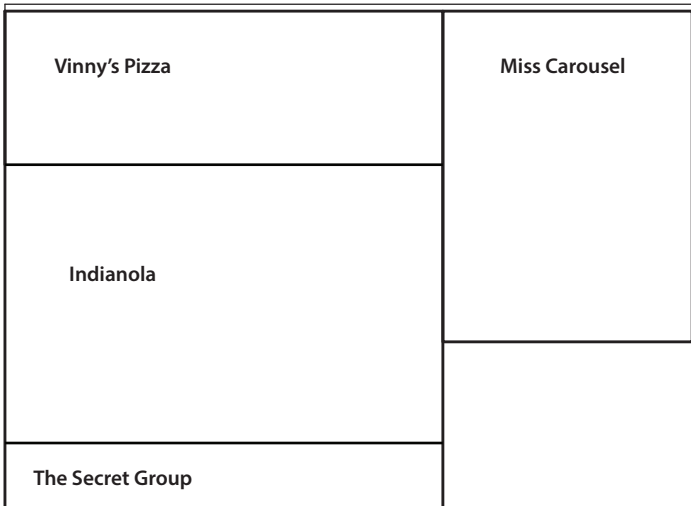 Vinny’s Pizza
Miss Carousel
Indianola
The Secret Group